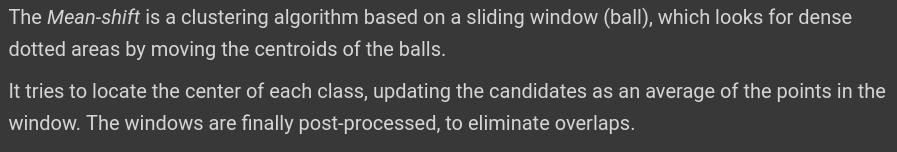 The Mean-shift is a clustering algorithm based on a sliding window (ball), which looks for dense
dotted areas by moving the centroids of the balls.
It tries to locate the center of each class, updating the candidates as an average of the points in the
window. The windows are finally post-processed, to eliminate overlaps.